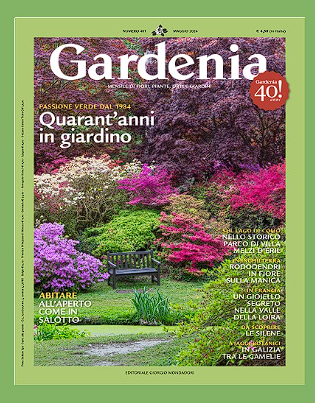 NUMERO 481 MAGGIO 2024 € 4,90 (in Italia)
Gardenia
MENSILE DI FIORI, PIANTE, ORTI E GIARDINI
Gardenia
40!
anni
PASSIONE VERDE DAL 1984
Quarant'anni
in giardino
SUL LAGO DI COMO
NELLO STORICO
PARCO DI VILLA
MELZI D'ERIL
IN INGHILTERRA
RODODENDRI
IN FIORE
SULLA MANICA
IN FRANCIA
UN GIOIELLO
SEGRETO
NELLA VALLE
DELLA LOIRA
DA SCOPRIRE
LE SILENE
VIAGGI BOTANICI
IN GALIZIA
TRA LE CAMELIE
ABITARE
ALL'APERTO
COME IN
SALOTTO
EDITORIALE GIORGIO MONDADORI